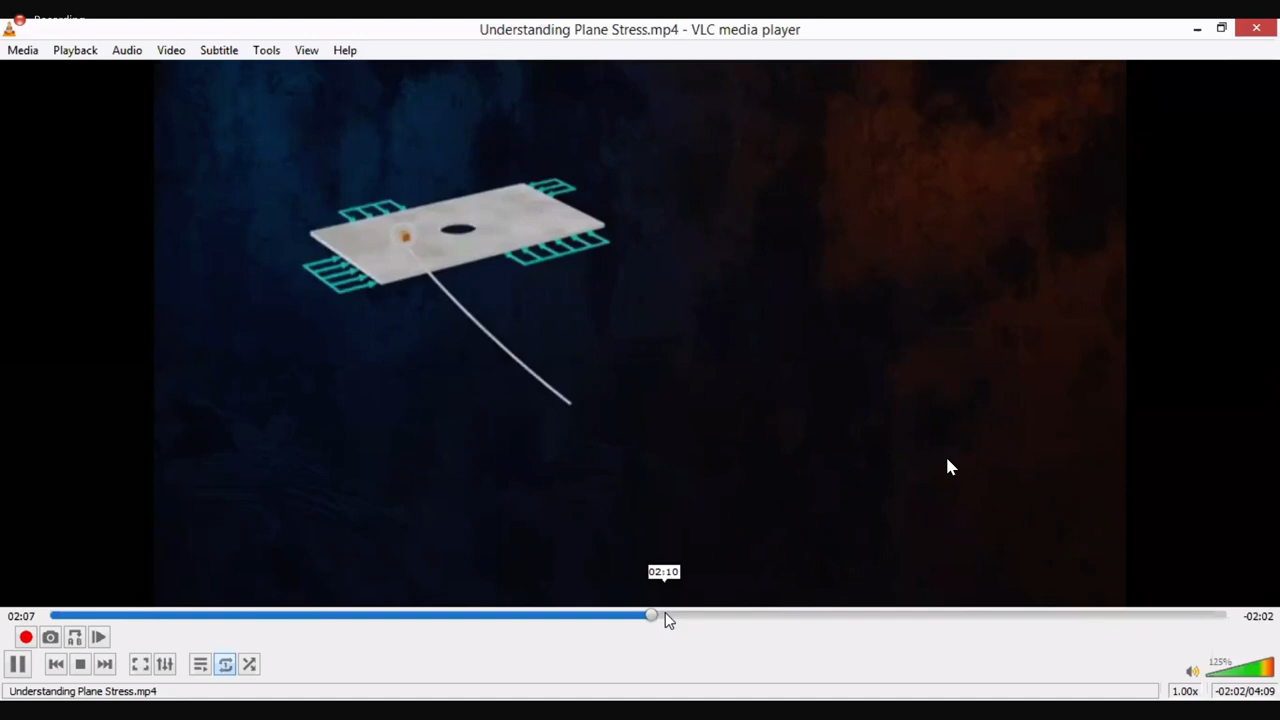 Recording
Understanding Plane Stress.mp4 - VLC media player
Media Playback Audio Video Subtitle Tools View Help
02:10
02:07 -02:02
A B
125%
Understanding Plane Stress.mp4 1.00x -02:02/04:09